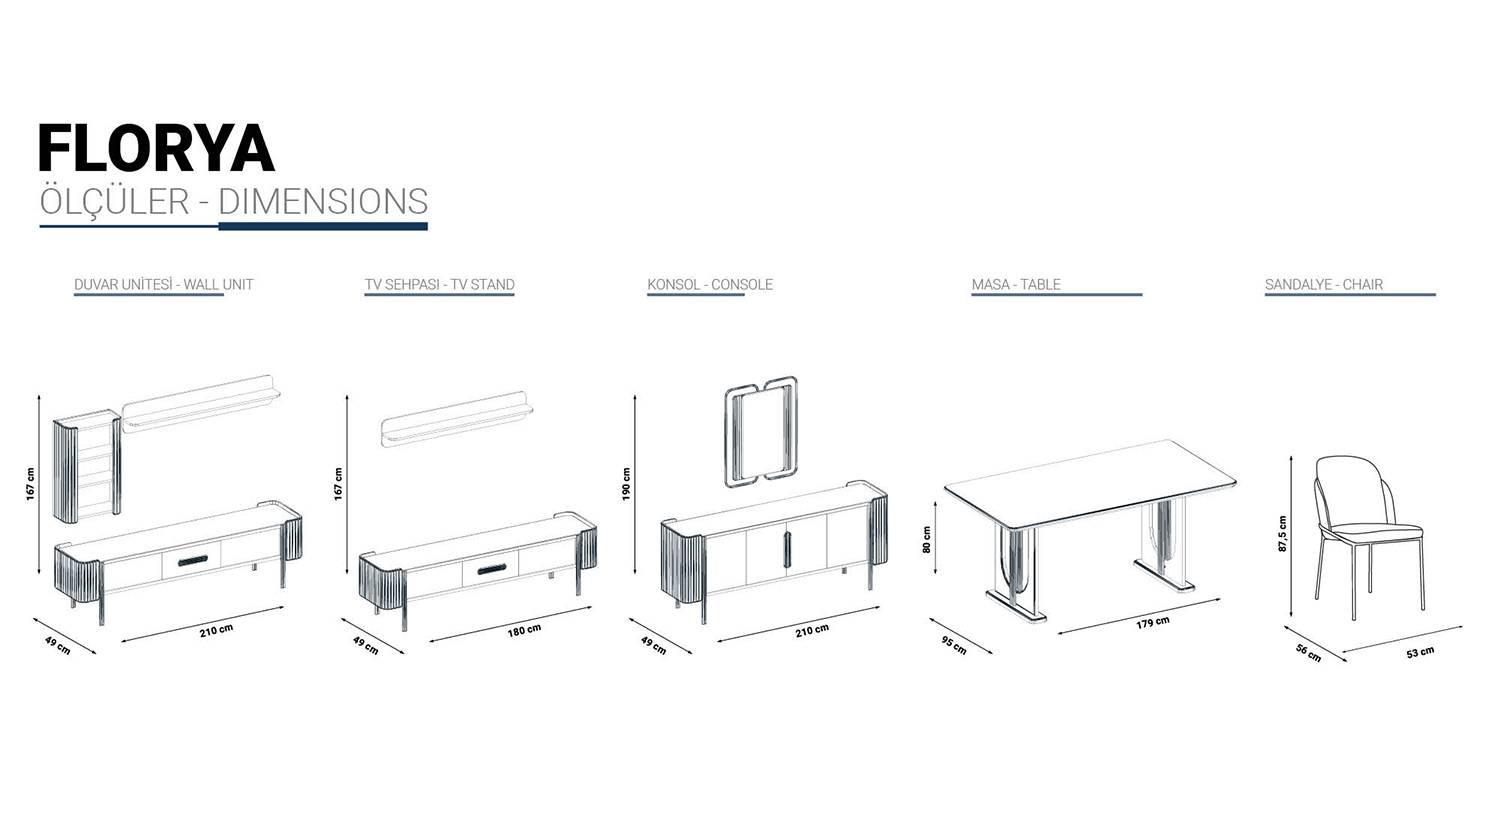 FLORYA
ÖLÇÜLER - DIMENSIONS
DUVAR UNİTESİ - WALL UNIT
167 cm
49 cm
210 cm
TV SEHPASI - TV STAND
167 cm
49 cm
180 cm
KONSOL - CONSOLE
190 cm
49 cm
210 cm
MASA - TABLE
80 cm
95 cm
179 cm
SANDALYE - CHAIR
87,5 cm
56 cm
53 cm